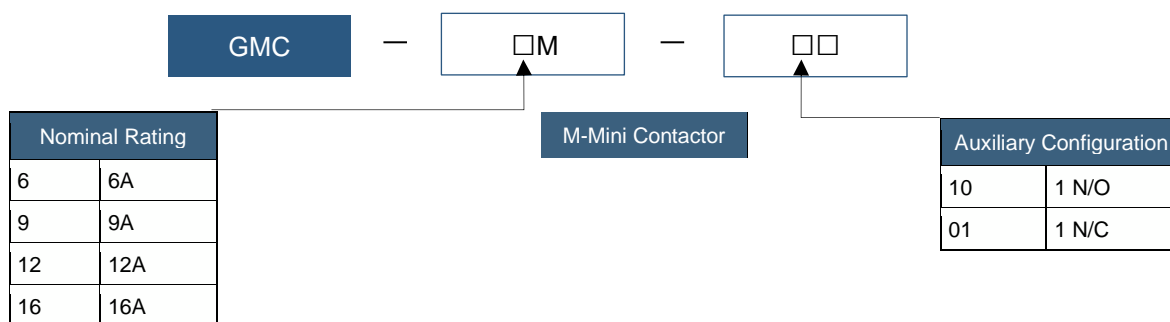 GMC — □M — □□
Nominal Rating
6 6A
9 9A
12 12A
16 16A
M-Mini Contactor
Auxiliary Configuration
10 1 N/O
01 1 N/C